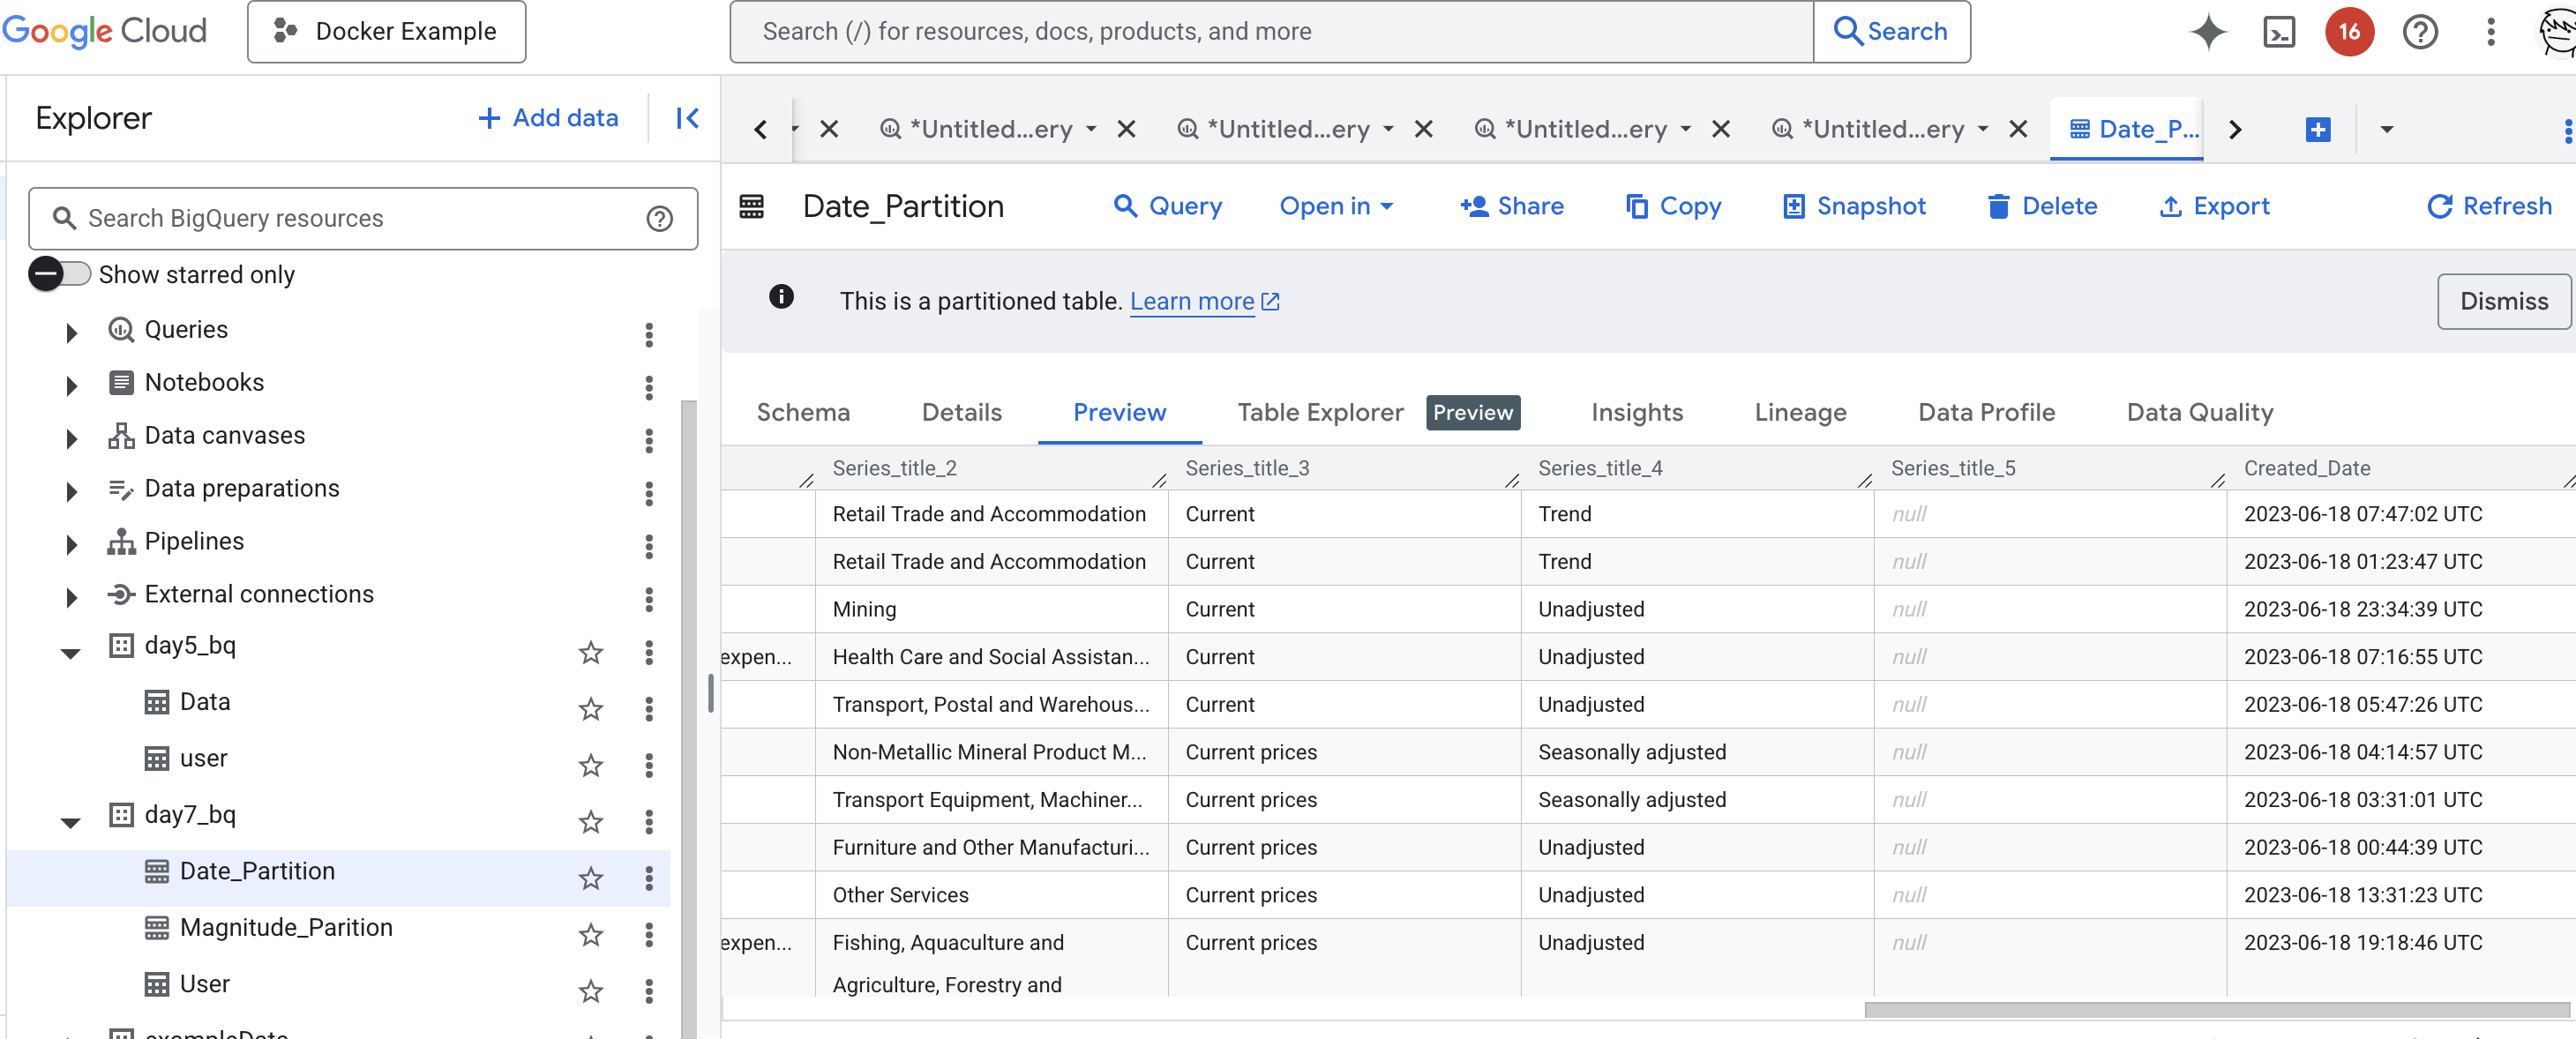 Google Cloud
Docker Example
Search (/) for resources, docs, products, and more
Search
16
Explorer
Add data
*Untitled...ery
*Untitled...ery
*Untitled...ery
*Untitled...ery
Date_P...
Search BigQuery resources
Show starred only
Queries
Notebooks
Data canvases
Data preparations
Pipelines
External connections
day5_bq
Data
user
day7_bq
Date_Partition
Magnitude_Parition
User
exampleData
Date_Partition
Query
Open in
Share
Copy
Snapshot
Delete
Export
Refresh
This is a partitioned table. Learn more
Dismiss
Schema
Details
Preview
Table Explorer
Preview
Insights
Lineage
Data Profile
Data Quality
Series_title_2 Series_title_3 Series_title_4 Series_title_5 Created_Date
Retail Trade and Accommodation Current Trend null 2023-06-18 07:47:02 UTC
Retail Trade and Accommodation Current Trend null 2023-06-18 01:23:47 UTC
Mining Current Unadjusted null 2023-06-18 23:34:39 UTC
expen... Health Care and Social Assistan... Current Unadjusted null 2023-06-18 07:16:55 UTC
Transport, Postal and Warehous... Current Unadjusted null 2023-06-18 05:47:26 UTC
Non-Metallic Mineral Product M... Current prices Seasonally adjusted null 2023-06-18 04:14:57 UTC
Transport Equipment, Machiner... Current prices Seasonally adjusted null 2023-06-18 03:31:01 UTC
Furniture and Other Manufacturi... Current prices Unadjusted null 2023-06-18 00:44:39 UTC
Other Services Current prices Unadjusted null 2023-06-18 13:31:23 UTC
expen... Fishing, Aquaculture and Current prices Unadjusted null 2023-06-18 19:18:46 UTC
Agriculture, Forestry and